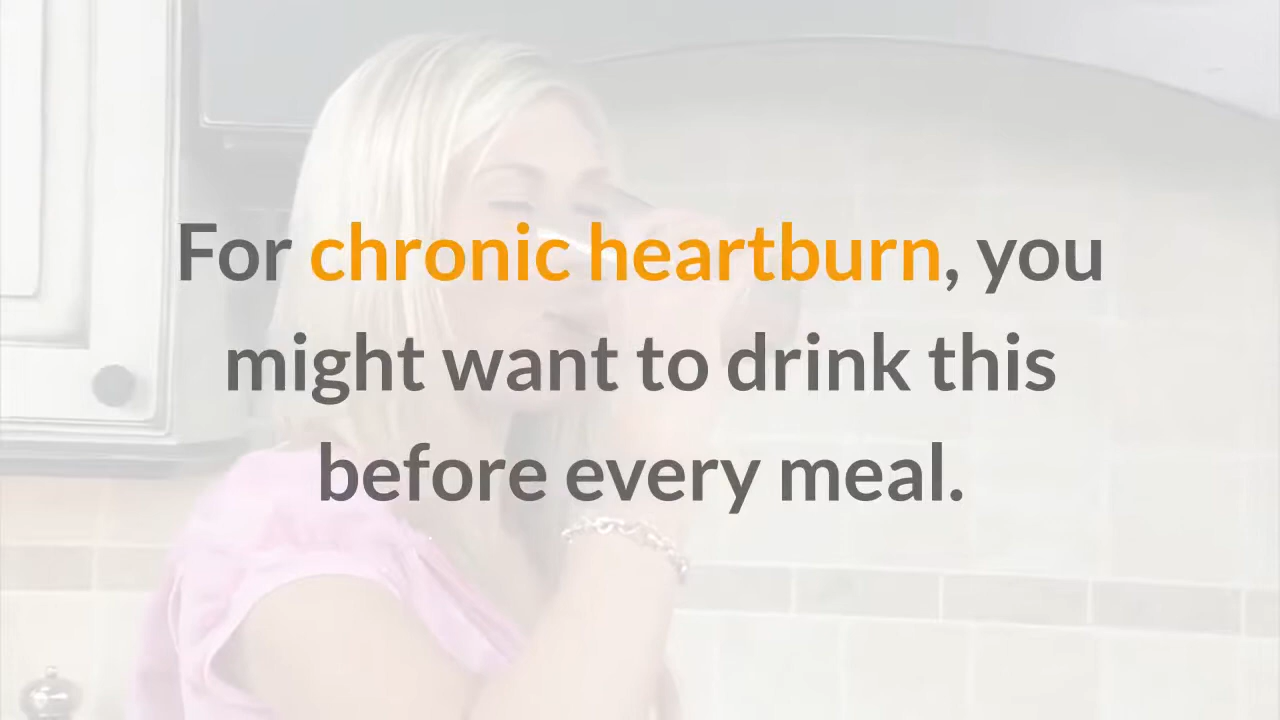 For chronic heartburn, you
might want to drink this
before every meal.